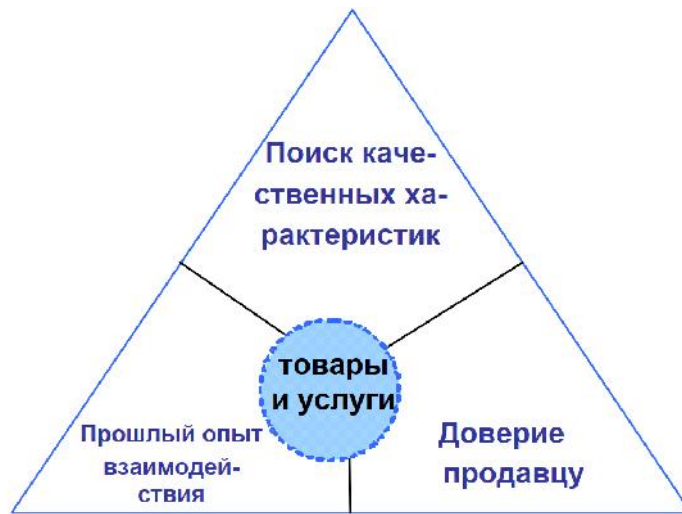 Поиск каче-
ственных ха-
рактеристик
товары
и услуги
Прошлый опыт
взаимодей-
ствия
Доверие
продавцу